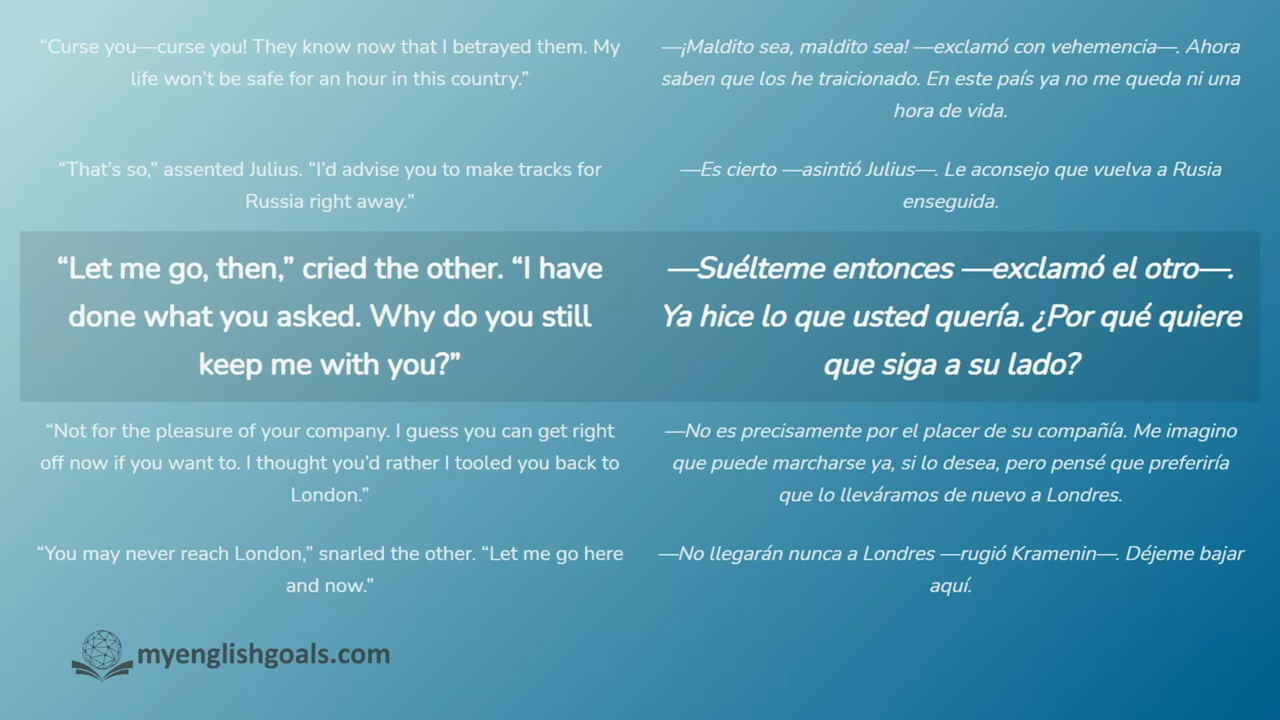 “Curse you—curse you! They know now that I betrayed them. My
life won’t be safe for an hour in this country.”
—¡Maldito sea, maldito sea! —exclamó con vehemencia—. Ahora
saben que los he traicionado. En este país ya no me queda ni una
hora de vida.
“That’s so,” assented Julius. “I’d advise you to make tracks for
Russia right away.”
—Es cierto —asintió Julius—. Le aconsejo que vuelva a Rusia
enseguida.
“Let me go, then,” cried the other. “I have
done what you asked. Why do you still
keep me with you?”
—Suélteme entonces —exclamó el otro—.
Ya hice lo que usted quería. ¿Por qué quiere
que siga a su lado?
“Not for the pleasure of your company. I guess you can get right
off now if you want to. I thought you’d rather I tooled you back to
London.”
—No es precisamente por el placer de su compañía. Me imagino
que puede marcharse ya, si lo desea, pero pensé que preferiría
que lo lleváramos de nuevo a Londres.
“You may never reach London,” snarled the other. “Let me go here
and now.”
—No llegarán nunca a Londres —rugió Kramenin—. Déjeme bajar
aquí.
myenglishgoals.com